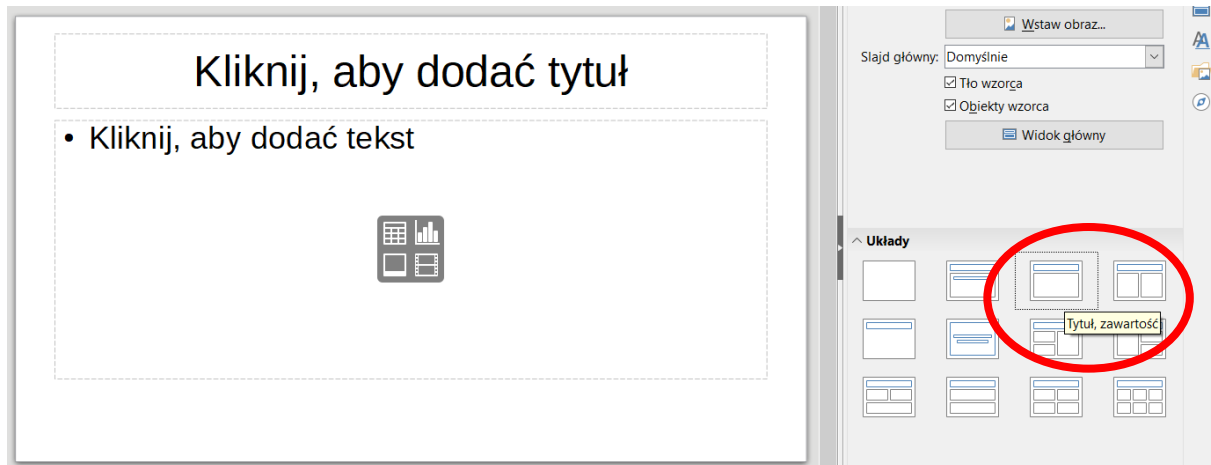 Kliknij, aby dodać tytuł
• Kliknij, aby dodać tekst
Wstaw obraz...
Slajd główny: Domyślnie
Tło wzorca
Obiekty wzorca
Widok główny
Układy
Tytuł, zawartość